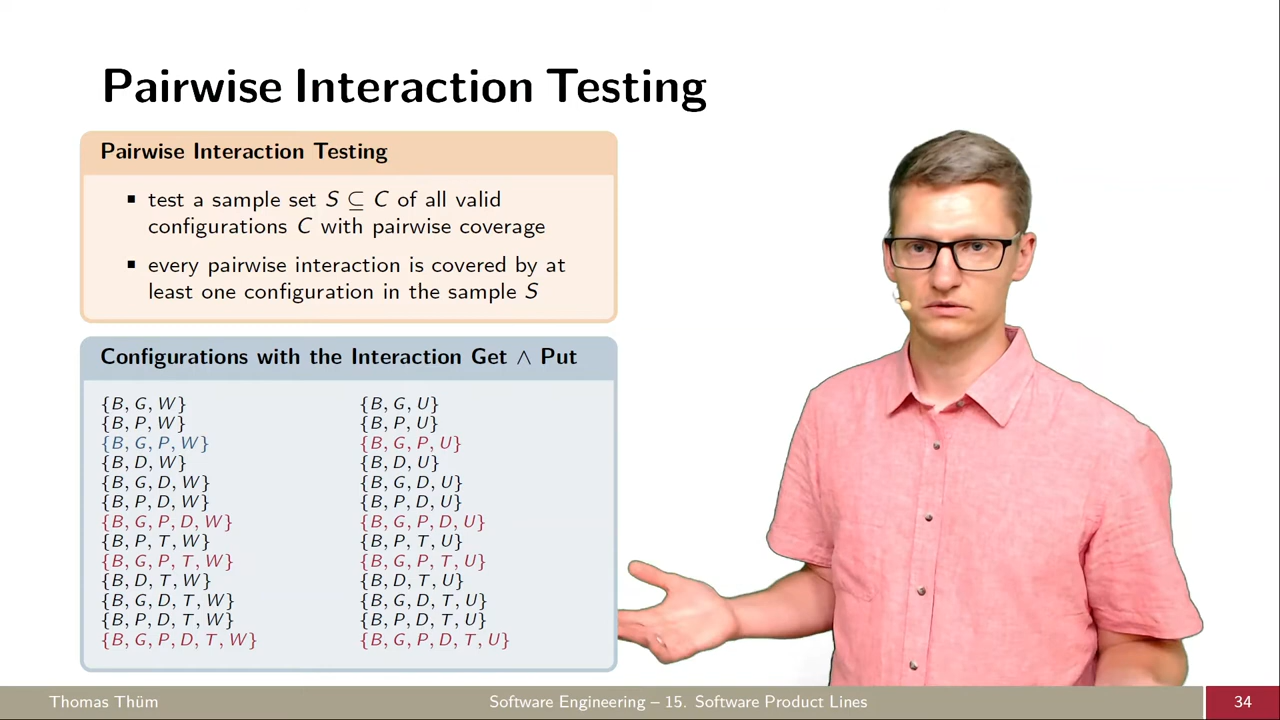 Pairwise Interaction Testing
Pairwise Interaction Testing
▪ test a sample set S ⊆ C of all valid
configurations C with pairwise coverage
▪ every pairwise interaction is covered by at
least one configuration in the sample S
Configurations with the Interaction Get ∧ Put
{B, G, W}
{B, P, W}
{B, G, P, W}
{B, D, W}
{B, G, D, W}
{B, P, D, W}
{B, G, P, D, W}
{B, P, T, W}
{B, G, P, T, W}
{B, D, T, W}
{B, G, D, T, W}
{B, P, D, T, W}
{B, G, P, D, T, W}
{B, G, U}
{B, P, U}
{B, G, P, U}
{B, D, U}
{B, G, D, U}
{B, P, D, U}
{B, G, P, D, U}
{B, P, T, U}
{B, G, P, T, U}
{B, D, T, U}
{B, G, D, T, U}
{B, P, D, T, U}
{B, G, P, D, T, U}
Thomas Thüm
Software Engineering – 15. Software Product Lines
34